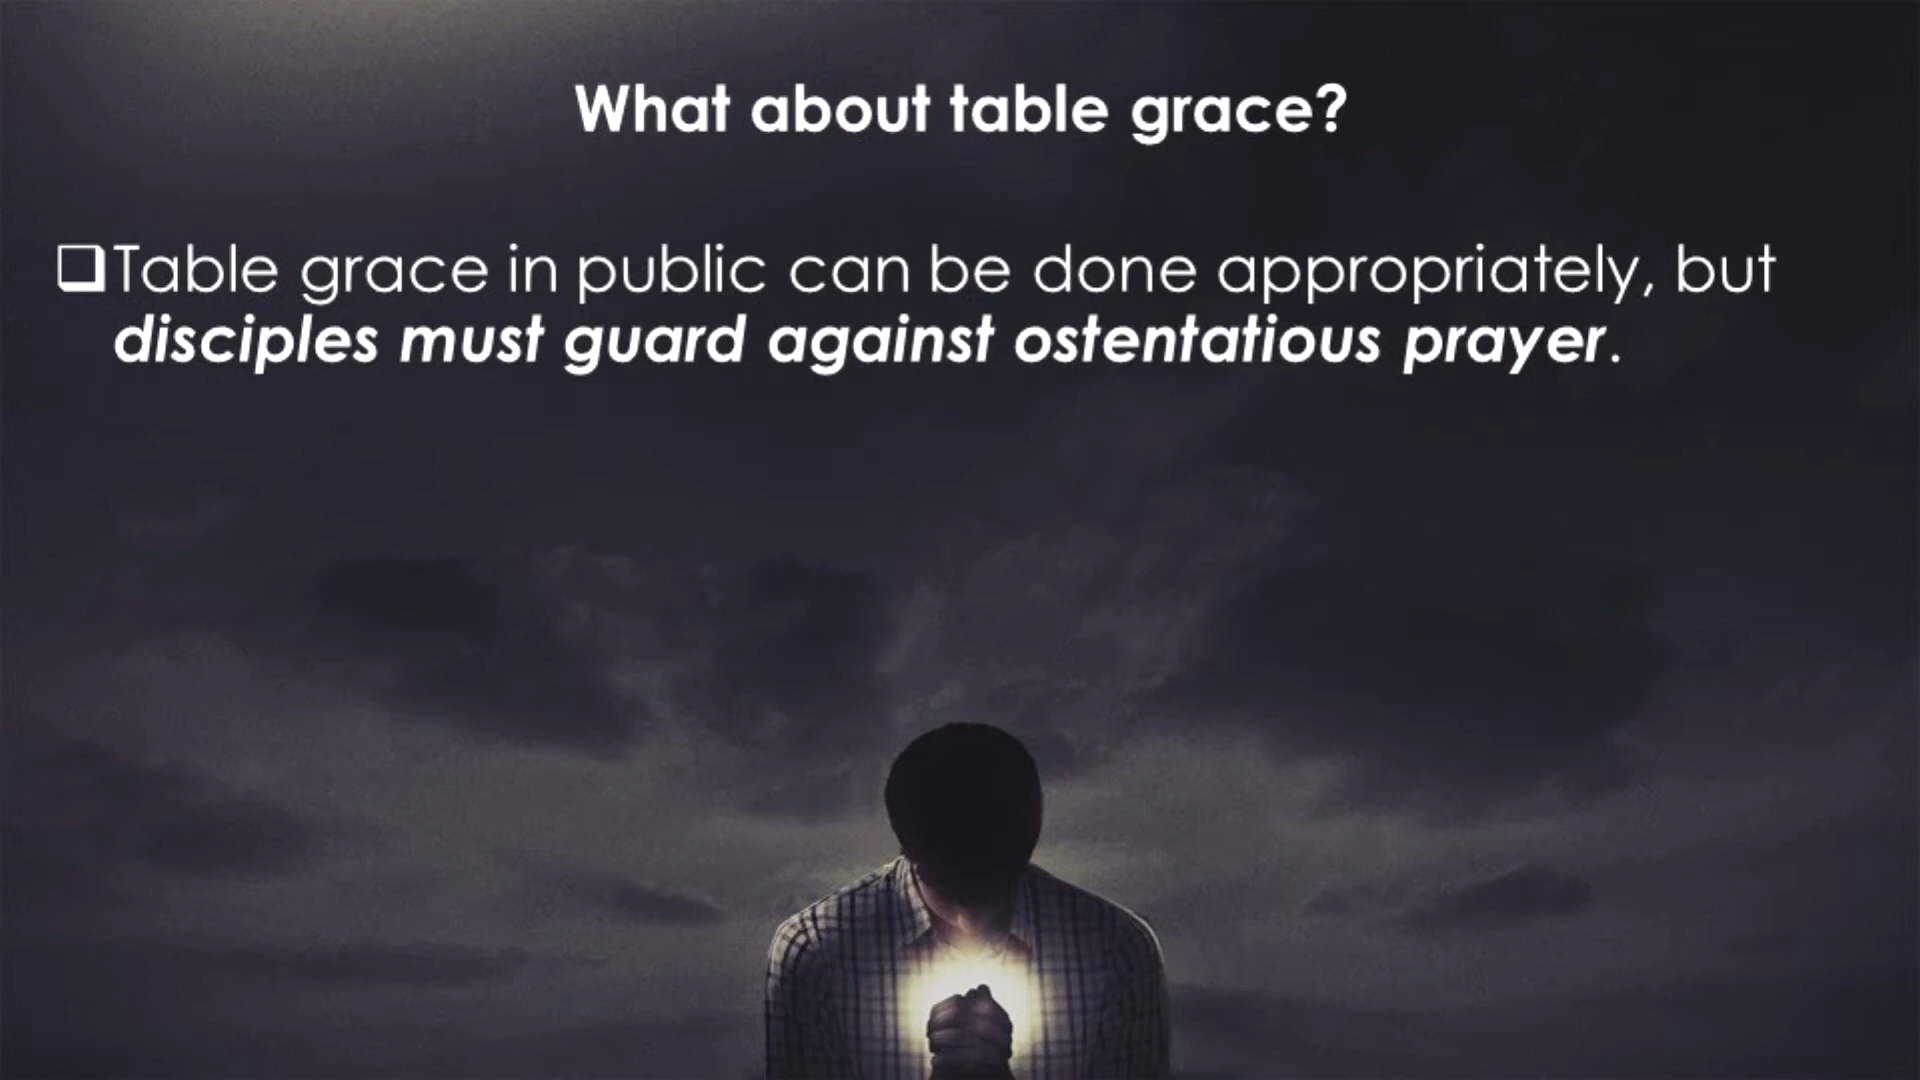 What about table grace?
❑Table grace in public can be done appropriately, but
disciples must guard against ostentatious prayer.